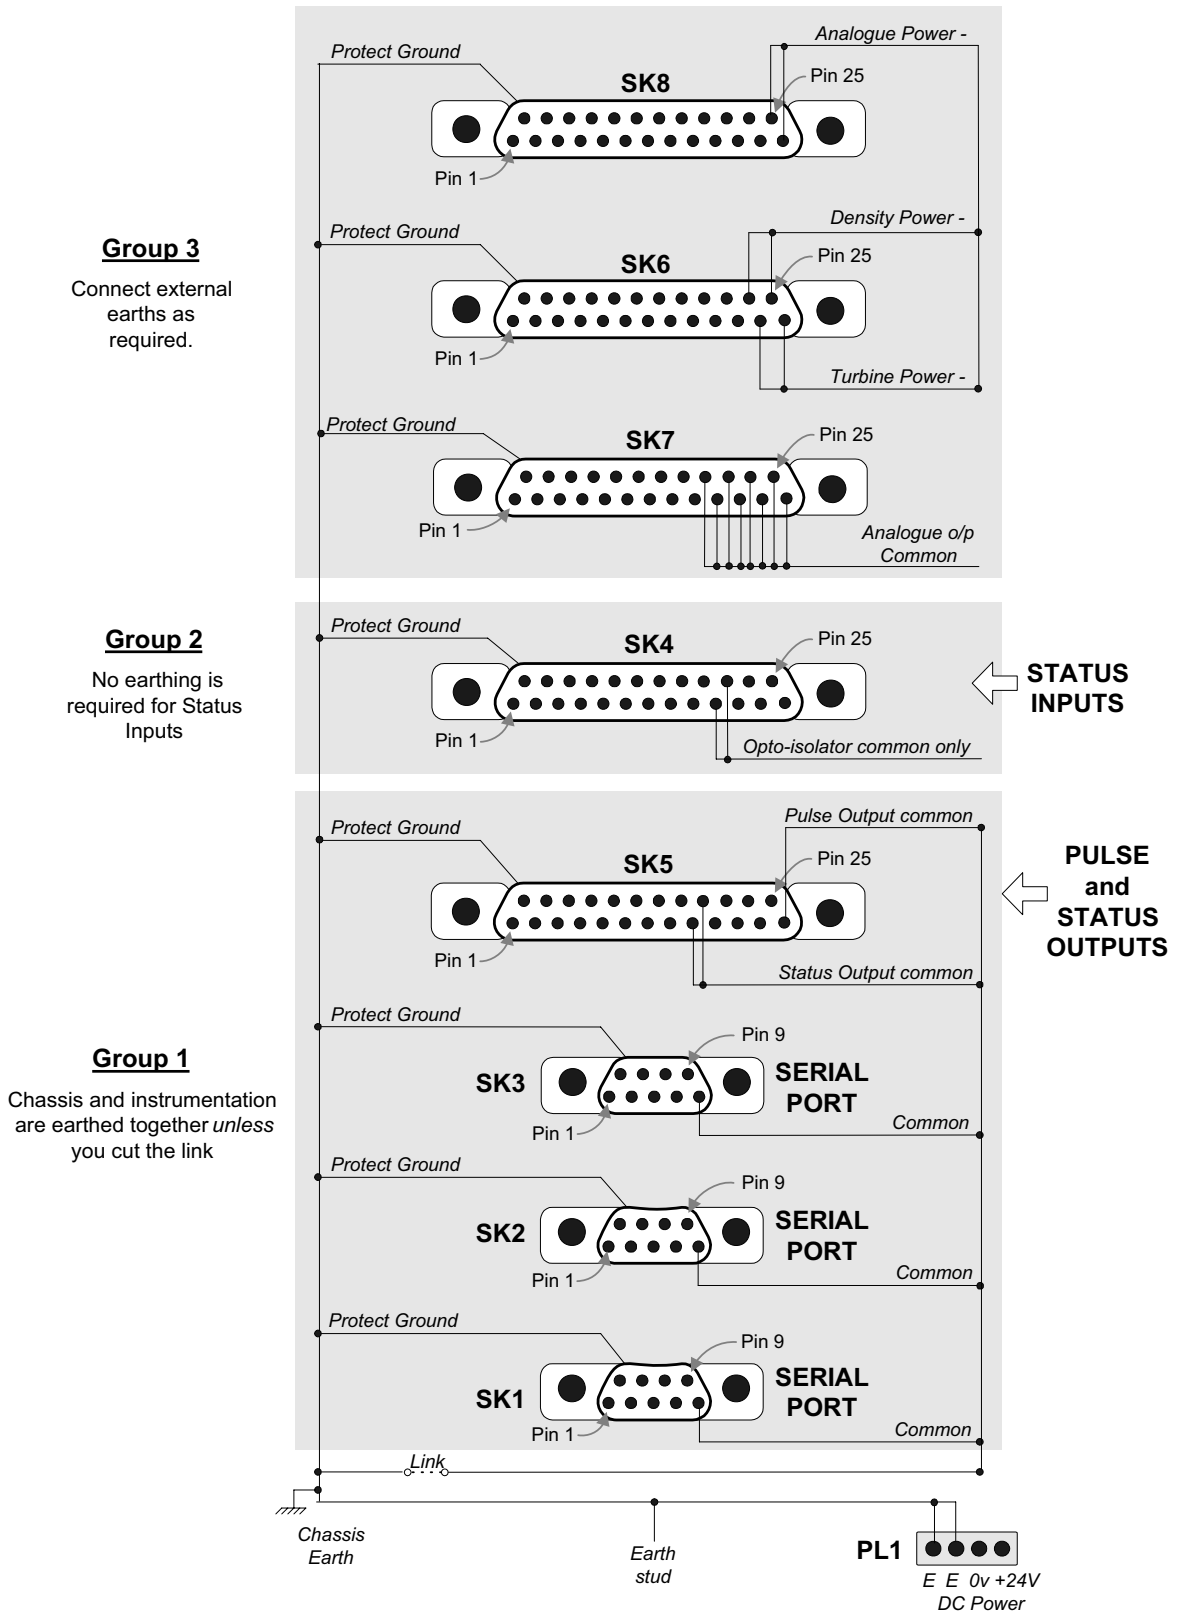 Analogue Power -
Protect Ground
SK8
Pin 25
Pin 1
Group 3
Connect external
earths as
required.
Density Power -
Protect Ground
SK6
Pin 25
Pin 1
Turbine Power -
Protect Ground
SK7
Pin 25
Pin 1
Analogue o/p
Common
Group 2
No earthing is
required for Status
Inputs
Protect Ground
SK4
Pin 25
Pin 1
Opto-isolator common only
STATUS
INPUTS
Pulse Output common
Protect Ground
SK5
Pin 25
Pin 1
Status Output common
PULSE
and
STATUS
OUTPUTS
Group 1
Chassis and instrumentation
are earthed together unless
you cut the link
Protect Ground
Pin 9
SK3
SERIAL
PORT
Pin 1
Common
Protect Ground
Pin 9
SK2
SERIAL
PORT
Pin 1
Common
Protect Ground
Pin 9
SK1
SERIAL
PORT
Pin 1
Common
Link
Chassis
Earth
Earth
stud
PL1
E E 0v +24V
DC Power